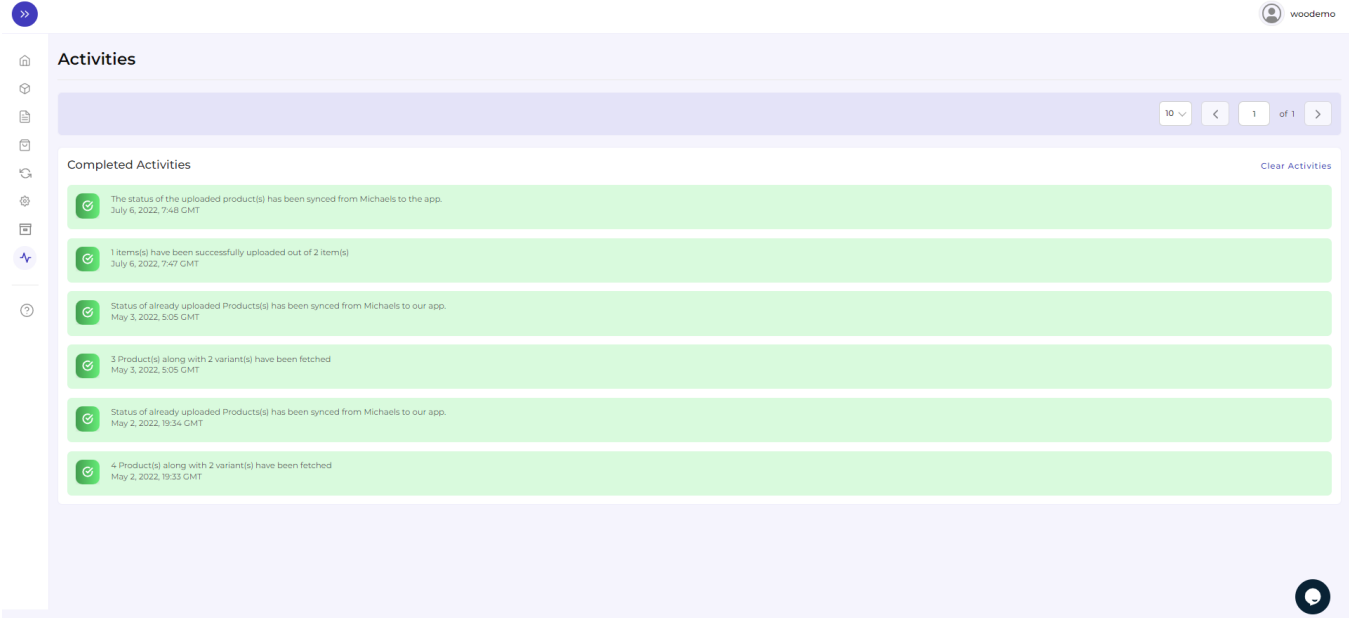 woodemo
Activities
10
1
of 1
Completed Activities
Clear Activities
The status of the uploaded product(s) has been synced from Michaels to the app.
July 6, 2022, 7:48 GMT
1 items(s) have been successfully uploaded out of 2 item(s)
July 6, 2022, 7:47 GMT
Status of already uploaded Products(s) has been synced from Michaels to our app.
May 3, 2022, 5:05 GMT
3 Product(s) along with 2 variant(s) have been fetched
May 3, 2022, 5:05 GMT
Status of already uploaded Products(s) has been synced from Michaels to our app.
May 2, 2022, 19:34 GMT
4 Product(s) along with 2 variant(s) have been fetched
May 2, 2022, 19:33 GMT